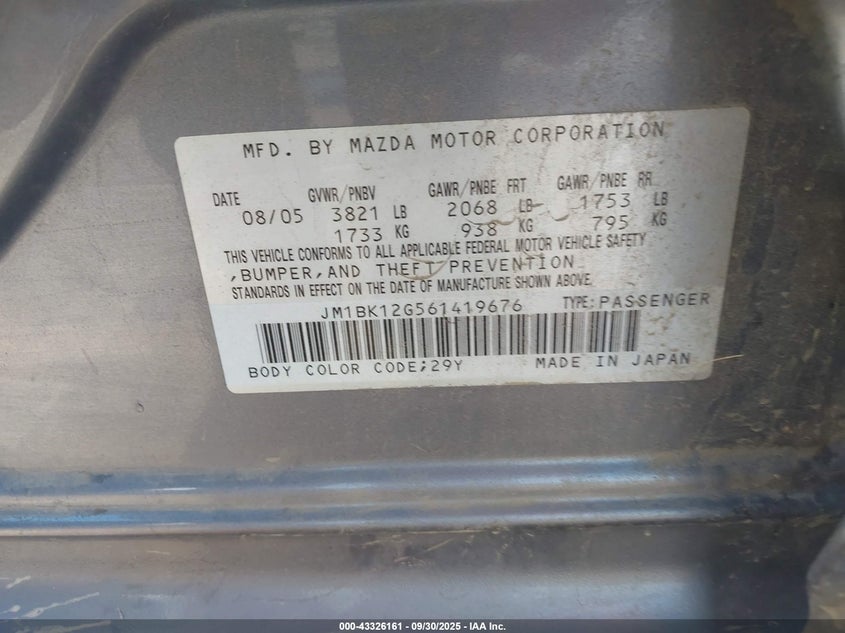 MFD. BY MAZDA MOTOR CORPORATION
DATE GVWR/PNBV GAWR/PNBE FRT GAWR/PNBE RR
08/05 3821 LB 2068 LB 1753 LB
1733 KG 938 KG 795 KG
THIS VEHICLE CONFORMS TO ALL APPLICABLE FEDERAL MOTOR VEHICLE SAFETY
,BUMPER,AND THEFT PREVENTION
STANDARDS IN EFFECT ON THE DATE OF MANUFACTURE SHOWN ABOVE.
JM1BK12G561419676 TYPE:PASSENGER
BODY COLOR CODE;29Y MADE IN JAPAN
000-43326161 - 09/30/2025 - IAA Inc.